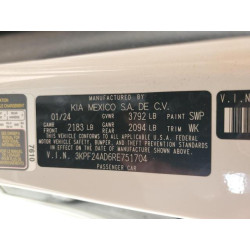 MANUFACTURED BY
KIA MEXICO S.A. DE C.V.
01/24 GVWR 3792 LB PAINT SWP
GAWR FRONT 2183 LB GAWR REAR 2094 LB TRIM WK
THIS VEHICLE CONFORMS TO ALL APPLICABLE U.S.A. FEDERAL
MOTOR VEHICLE SAFETY, BUMPER, AND THEFT PREVENTION STANDARDS
IN EFFECT ON THE DATE OF MANUFACTURE SHOWN ABOVE.
V.I.N. 3KPF24AD6RE751704
PASSENGER CAR
7010
V.I.N.